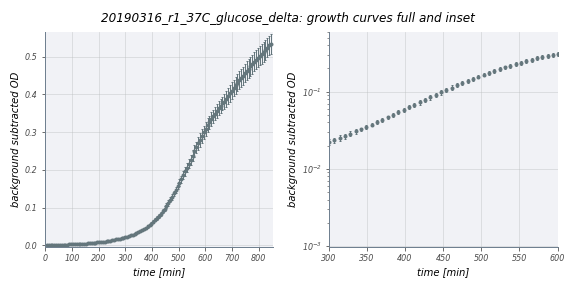 20190316_r1_37C_glucose_delta: growth curves full and inset
background subtracted OD
0.5
0.4
0.3
0.2
0.1
0.0
0 100 200 300 400 500 600 700 800
time [min]
background subtracted OD
10⁻¹
10⁻²
10⁻³
300 350 400 450 500 550 600
time [min]